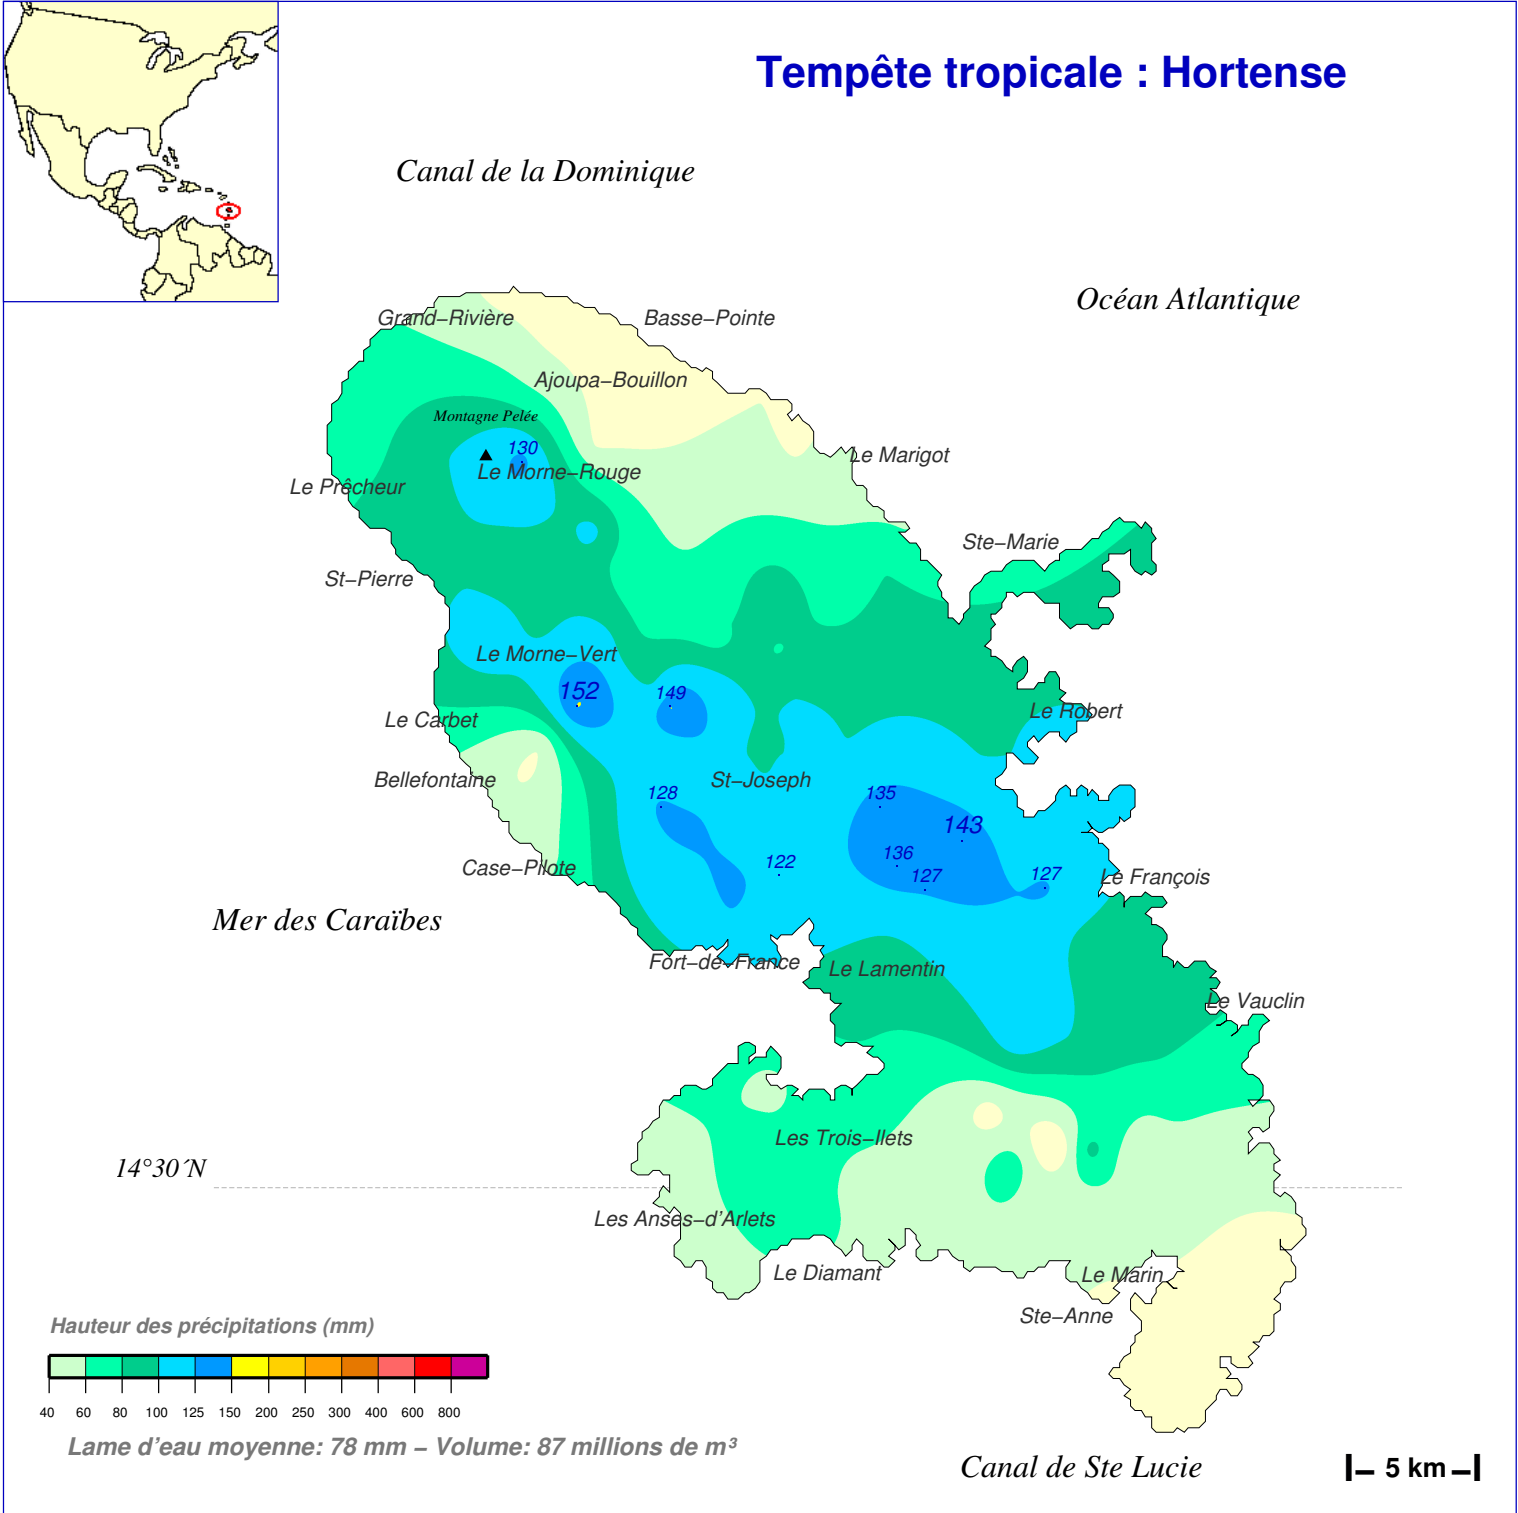 Tempête tropicale : Hortense
Canal de la Dominique
Océan Atlantique
Grand−Rivière
Basse−Pointe
Ajoupa−Bouillon
Montagne Pelée
130
Le Marigot
Le Morne−Rouge
Le Prêcheur
Ste−Marie
St−Pierre
Le Morne−Vert
152
149
Le Robert
Le Carbet
Bellefontaine
St−Joseph
128
135
143
136
122
127
127
Case−Pilote
Le François
Mer des Caraïbes
Fort−de−France
Le Lamentin
Le Vauclin
Les Trois−Ilets
14°30´N
Les Anses−d'Arlets
Le Diamant
Le Marin
Ste−Anne
Hauteur des précipitations (mm)
40 60 80 100 125 150 200 250 300 400 600 800
Lame d'eau moyenne: 78 mm − Volume: 87 millions de m³
Canal de Ste Lucie
5 km